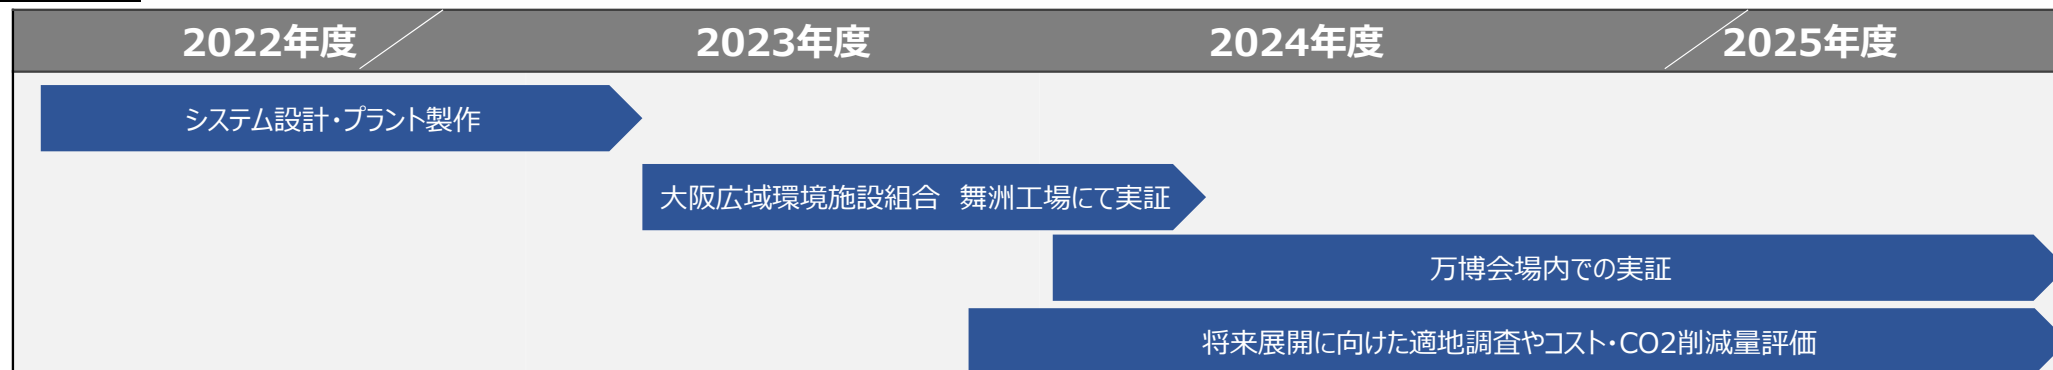 2022年度 2023年度 2024年度 2025年度
システム設計・プラント製作
大阪広域環境施設組合　舞洲工場にて実証
万博会場内での実証
将来展開に向けた適地調査やコスト・CO2削減量評価